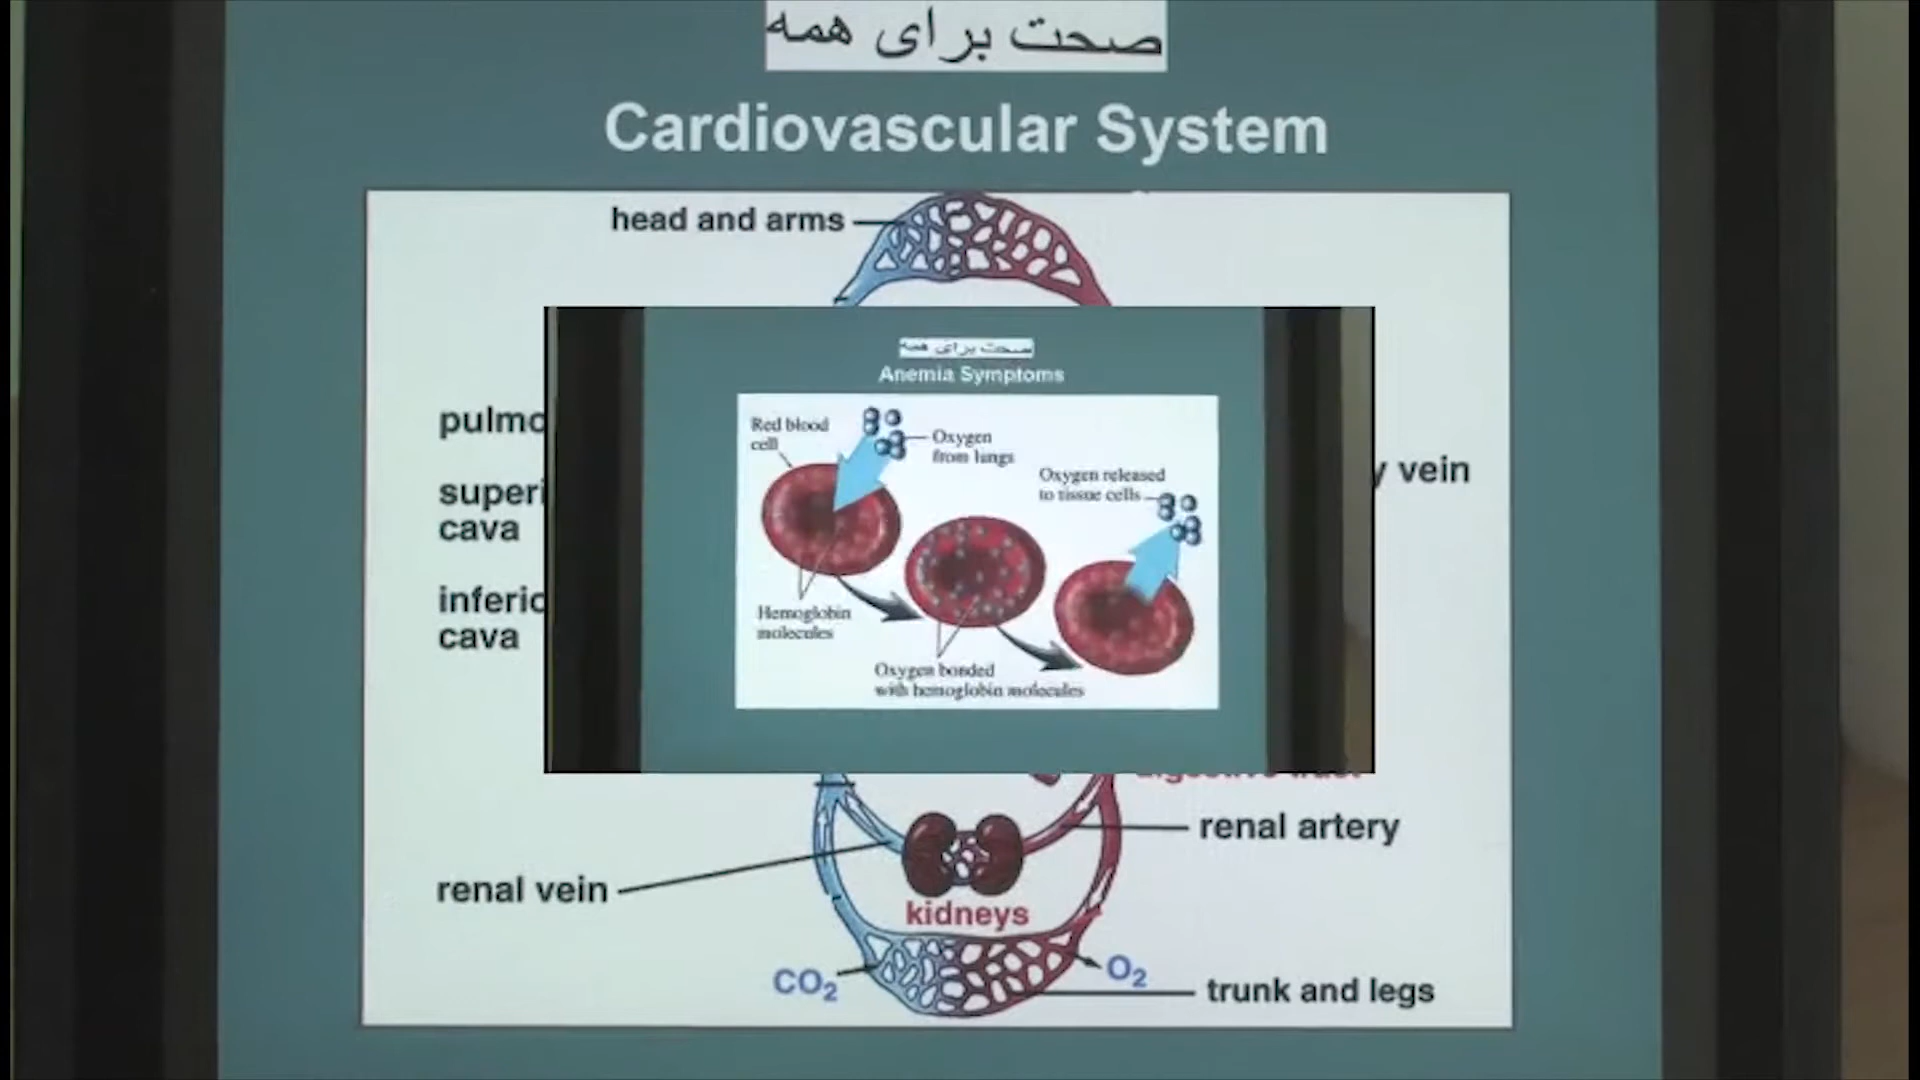 صحت برای همه
Cardiovascular System
head and arms
صحت برای همه
Anemia Symptoms
Red blood
cell
Oxygen
from lungs
Oxygen released
to tissue cells
Hemoglobin
molecules
Oxygen bonded
with hemoglobin molecules
pulmo
superi
cava
inferio
cava
y vein
renal artery
renal vein
kidneys
CO₂
O₂
trunk and legs